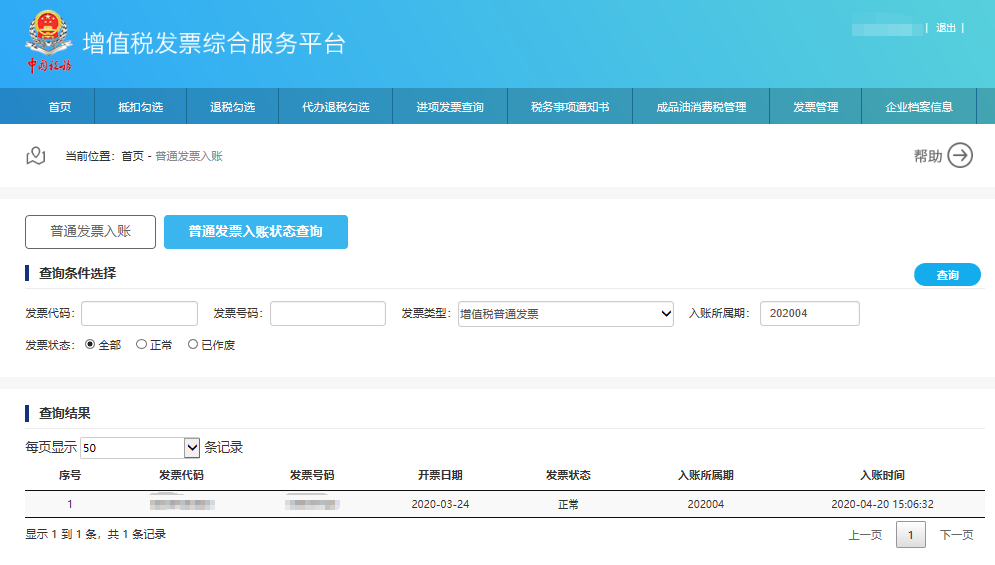 中国税务
增值税发票综合服务平台
| 退出 |
首页 抵扣勾选 退税勾选 代办退税勾选 进项发票查询 税务事项通知书 成品油消费税管理 发票管理 企业档案信息
当前位置：首页 - 普通发票入账 帮助
普通发票入账 普通发票入账状态查询
查询条件选择 查询
发票代码： 发票号码： 发票类型： 增值税普通发票 入账所属期： 202004
发票状态： 全部 正常 已作废
查询结果
每页显示 50 条记录
序号 发票代码 发票号码 开票日期 发票状态 入账所属期 入账时间
1 2020-03-24 正常 202004 2020-04-20 15:06:32
显示 1 到 1 条，共 1 条记录 上一页 1 下一页